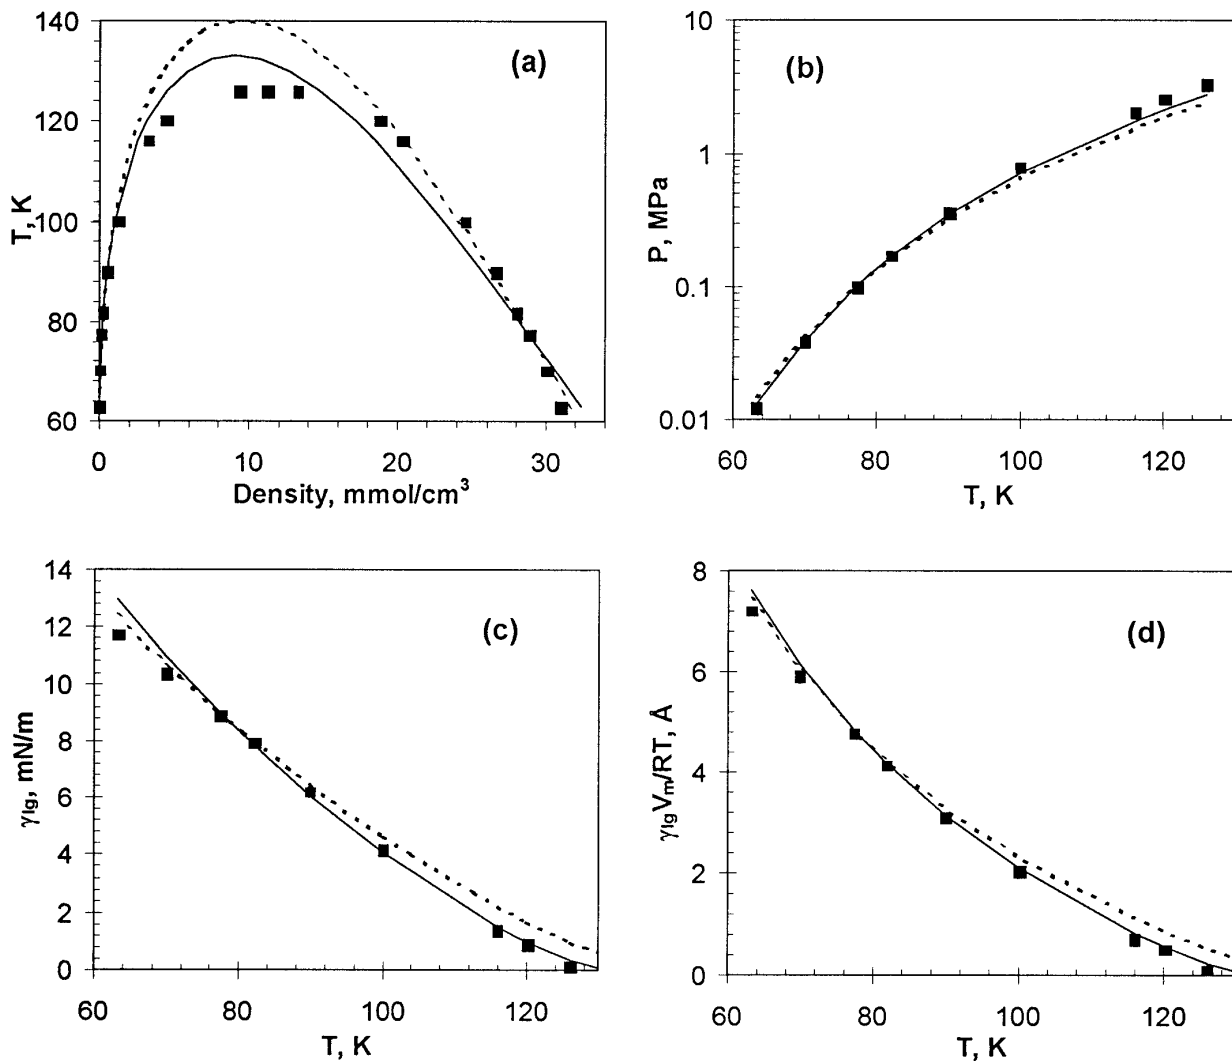 140
120
100
80
60
T, K
(a)
0 10 20 30
Density, mmol/cm³
10
1
0.1
0.01
P, MPa
(b)
60 80 100 120
T, K
14
12
10
8
6
4
2
0
γlg, mN/m
(c)
60 80 100 120
T, K
8
6
4
2
0
γlgVm/RT, Å
(d)
60 80 100 120
T, K